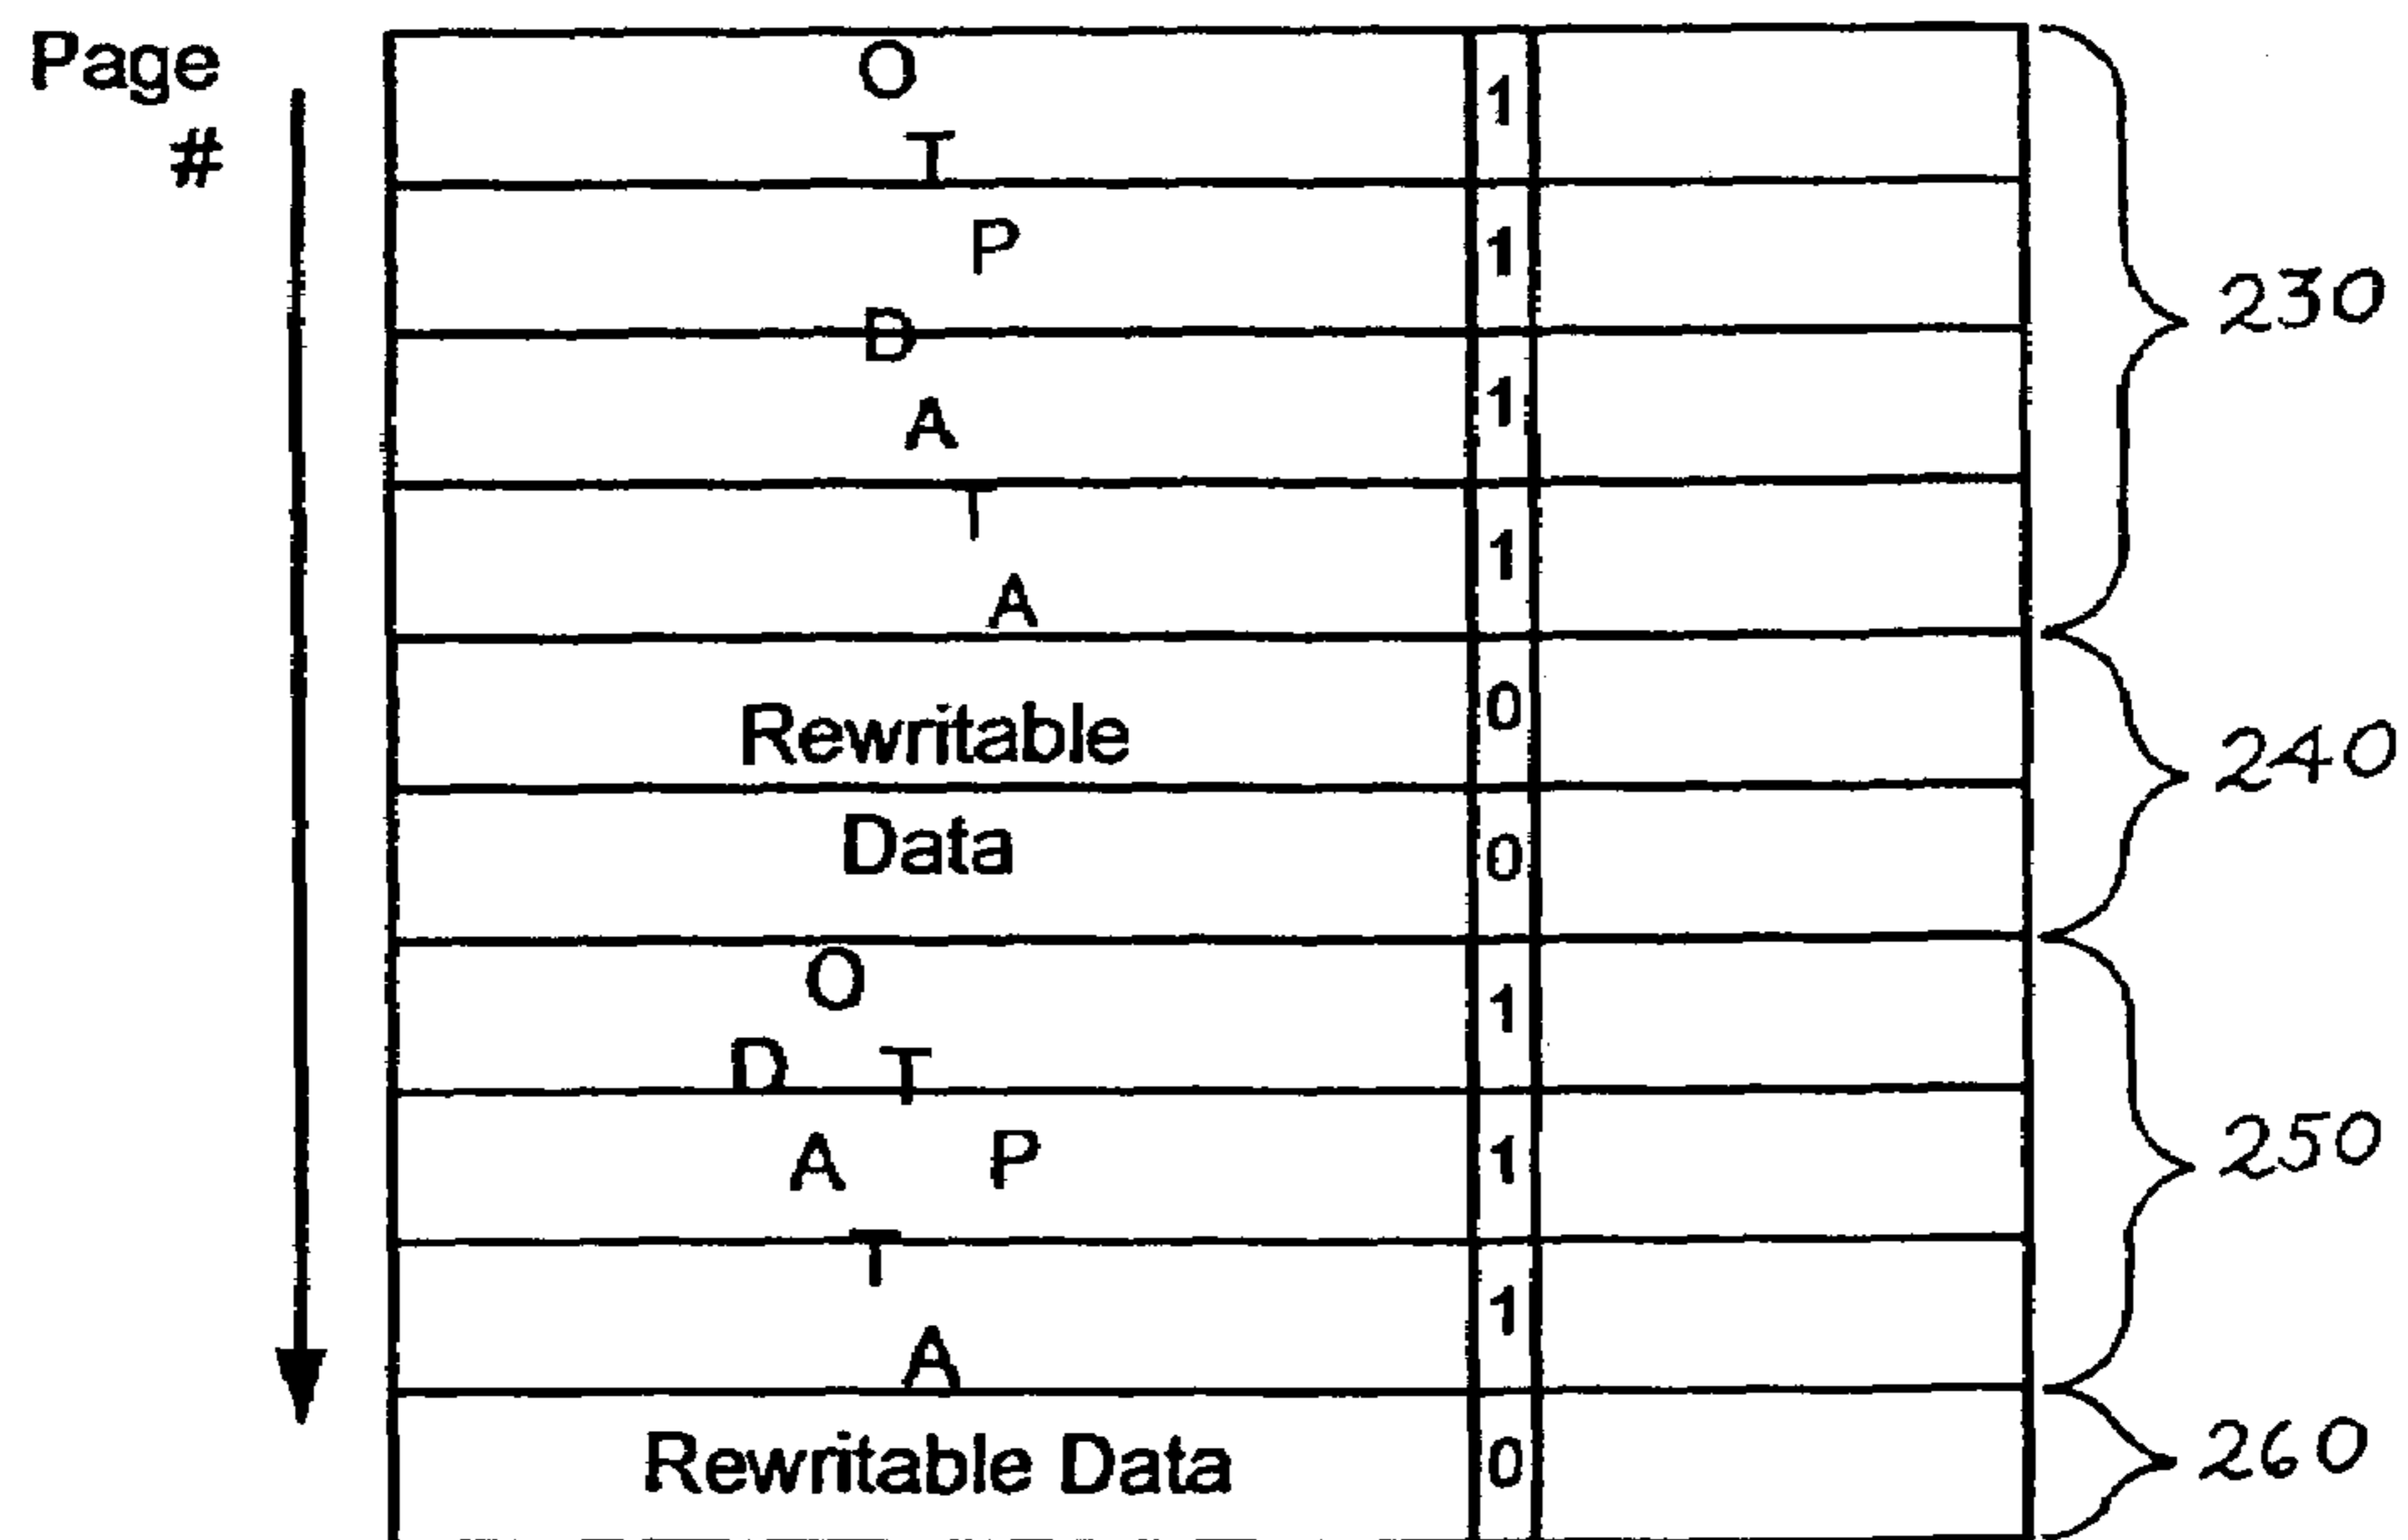 Page
#
O
1
T
P
1
230
D
A
1
T
1
A
Rewritable
0
240
Data
0
O
1
D T
A P
1
250
T
1
A
Rewritable Data
0
260